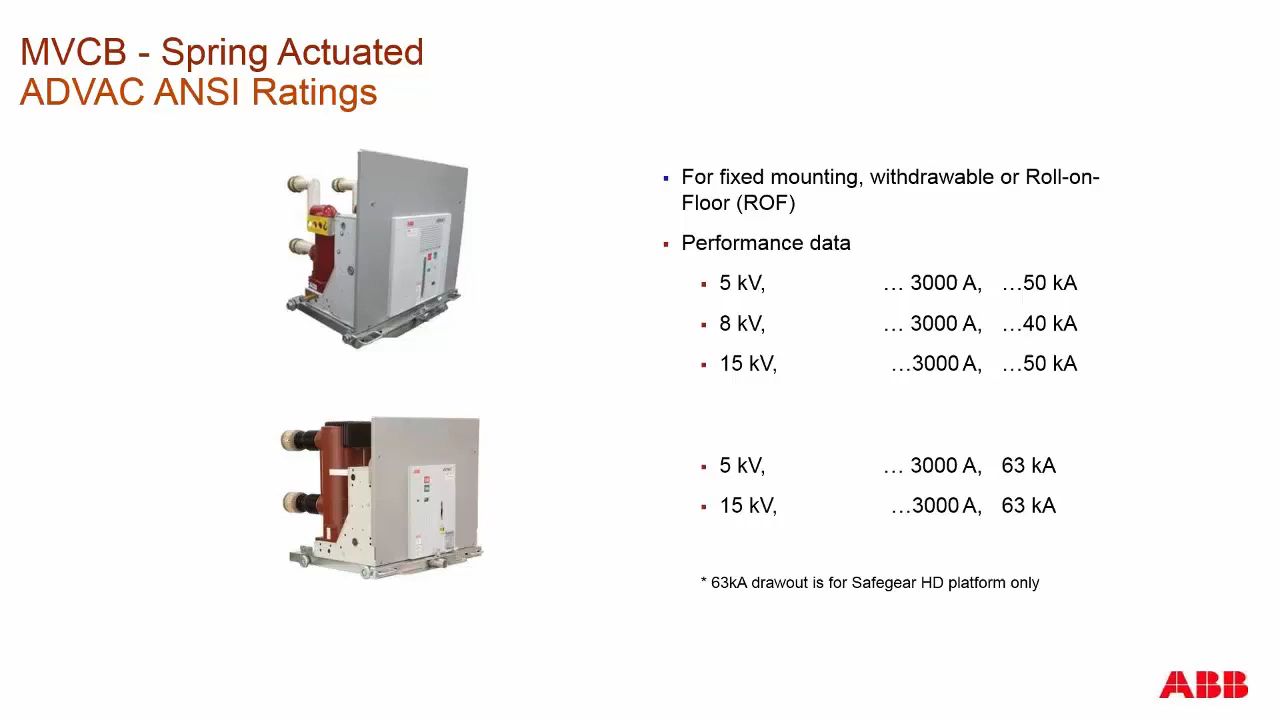 MVCB - Spring Actuated
ADVAC ANSI Ratings
▪ For fixed mounting, withdrawable or Roll-on-
Floor (ROF)
▪ Performance data
▪ 5 kV, … 3000 A, …50 kA
▪ 8 kV, … 3000 A, …40 kA
▪ 15 kV, …3000 A, …50 kA
▪ 5 kV, … 3000 A, 63 kA
▪ 15 kV, …3000 A, 63 kA
* 63kA drawout is for Safegear HD platform only
ABB
ABB
ABB